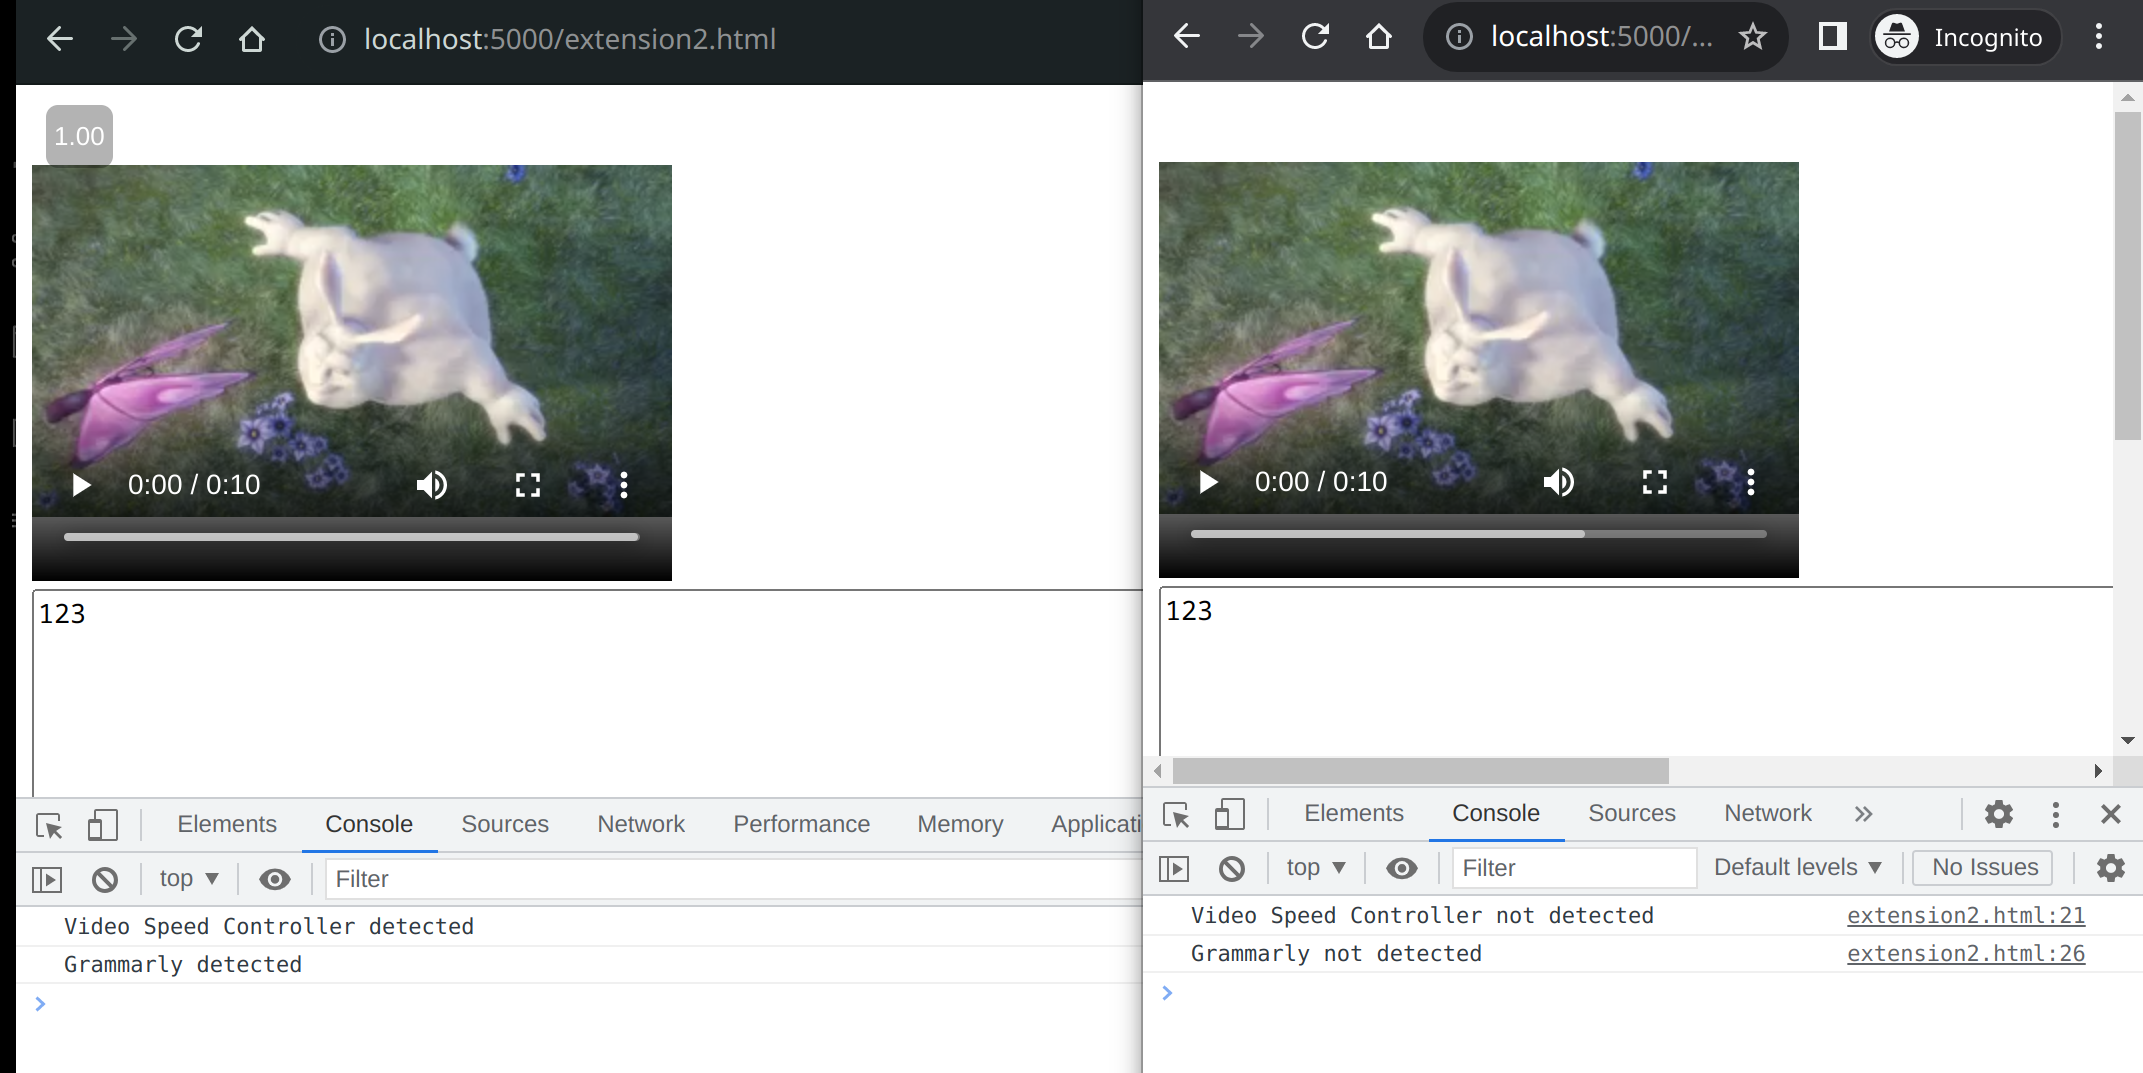 localhost:5000/extension2.html
1.00
0:00 / 0:10
123
Elements Console Sources Network Performance Memory Applicati
top Filter
Video Speed Controller detected
Grammarly detected
localhost:5000/... Incognito
0:00 / 0:10
123
Elements Console Sources Network
top Filter Default levels No Issues
Video Speed Controller not detected extension2.html:21
Grammarly not detected extension2.html:26